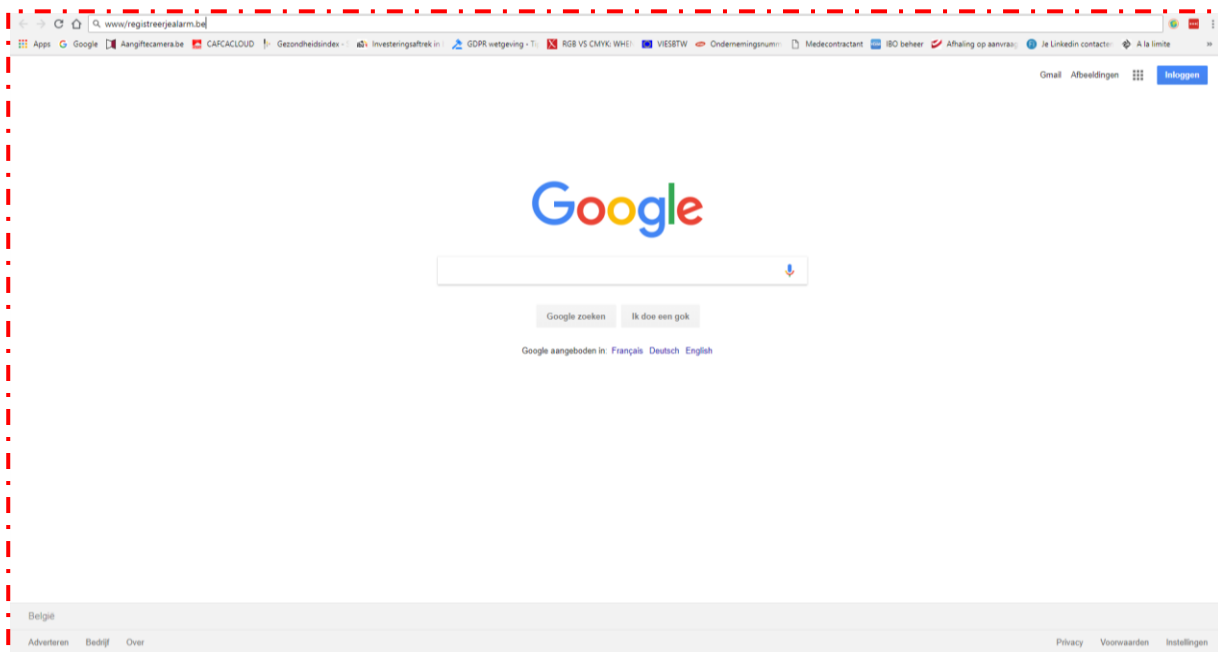 www/registreerjealarm.be
Apps Google Aangiftecamera.be CAFCACLOUD Gezondheidsindex - Investeringsaftrek in GDPR wetgeving - RGB VS CMYK: WHE VIESBTW Ondernemingsnumm Medecontractant IBO beheer Afhaling op aanvraag Je Linkedin contacte A la limite »
Gmail Afbeeldingen Inloggen
Google
Google zoeken Ik doe een gok
Google aangeboden in: Français Deutsch English
België
Adverteren Bedrijf Over Privacy Voorwaarden Instellingen